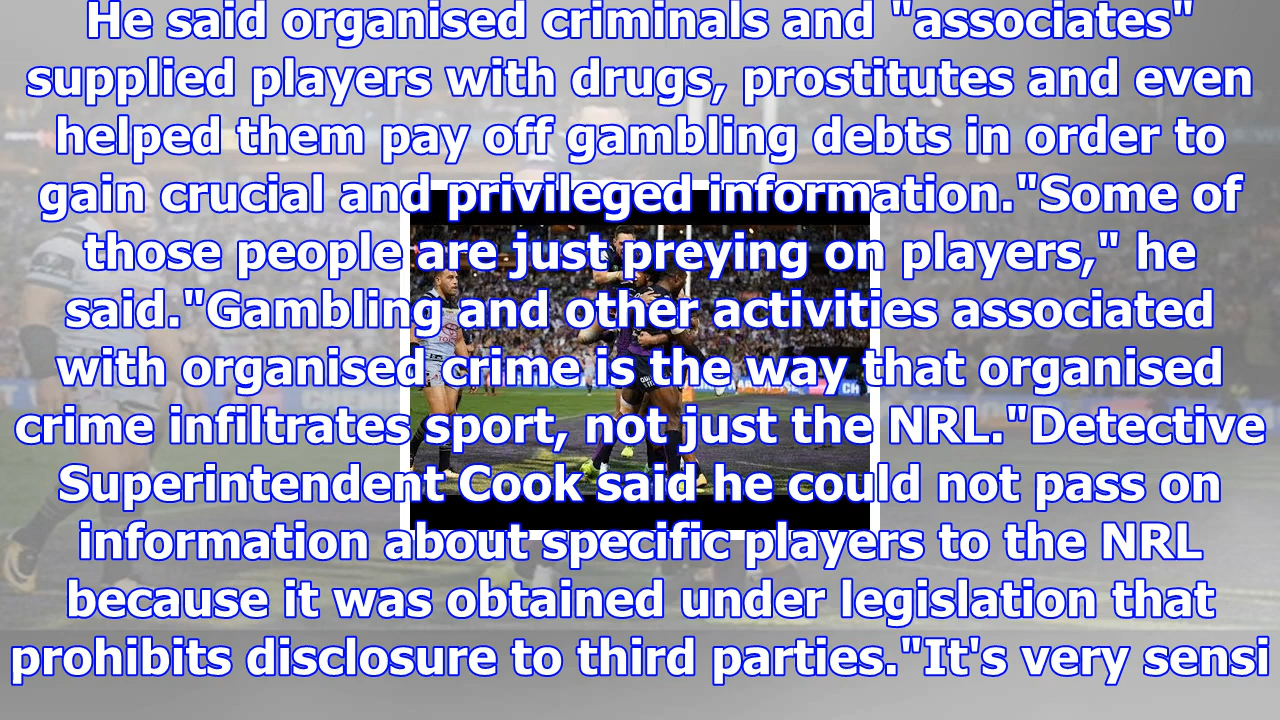 He said organised criminals and "associates"
supplied players with drugs, prostitutes and even
helped them pay off gambling debts in order to
gain crucial and privileged information."Some of
those people are just preying on players," he
said."Gambling and other activities associated
with organised crime is the way that organised
crime infiltrates sport, not just the NRL."Detective
Superintendent Cook said he could not pass on
information about specific players to the NRL
because it was obtained under legislation that
prohibits disclosure to third parties."It's very sensi